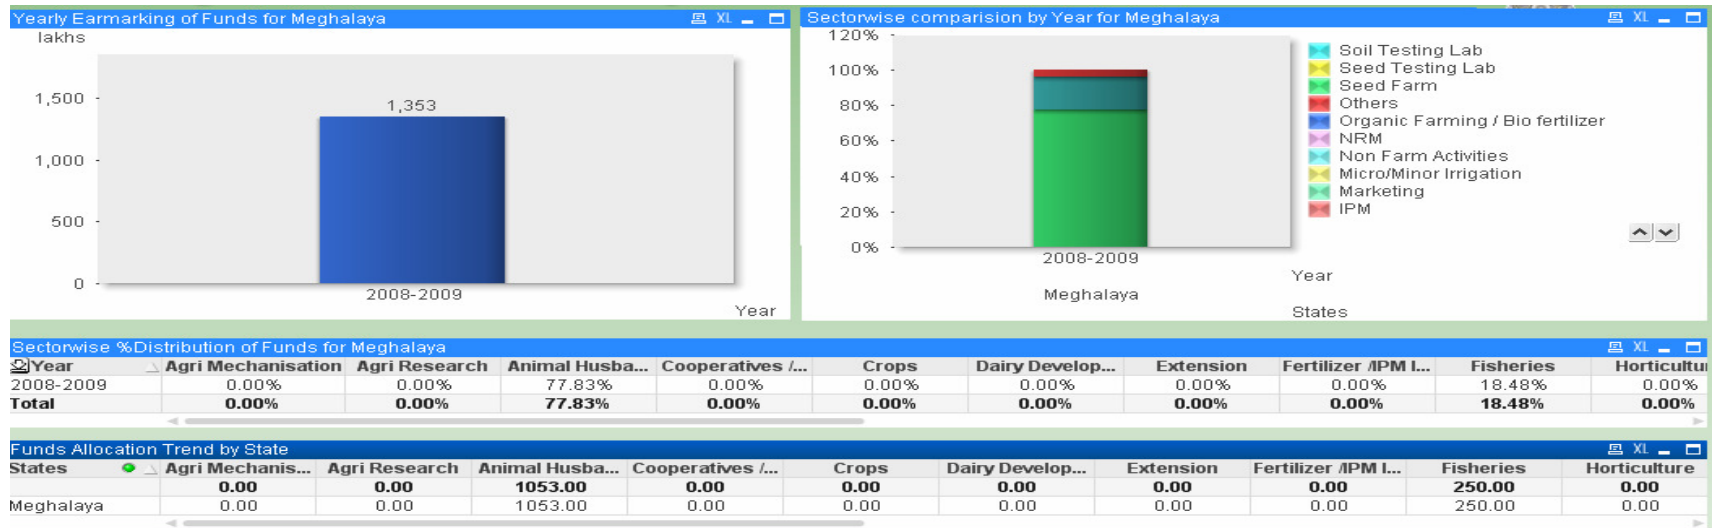 Yearly Earmarking of Funds for Meghalaya XL
lakhs
1,500
1,353
1,000
500
0
2008-2009
Year
Sectorwise comparision by Year for Meghalaya XL
120%
100%
80%
60%
40%
20%
0%
2008-2009
Year
Meghalaya
States
Soil Testing Lab
Seed Testing Lab
Seed Farm
Others
Organic Farming / Bio fertilizer
NRM
Non Farm Activities
Micro/Minor Irrigation
Marketing
IPM
Sectorwise %Distribution of Funds for Meghalaya XL
Year Agri Mechanisation Agri Research Animal Husba... Cooperatives /... Crops Dairy Develop... Extension Fertilizer /IPM I... Fisheries Horticultu
2008-2009 0.00% 0.00% 77.83% 0.00% 0.00% 0.00% 0.00% 0.00% 18.48% 0.00%
Total 0.00% 0.00% 77.83% 0.00% 0.00% 0.00% 0.00% 0.00% 18.48% 0.00%
Funds Allocation Trend by State XL
States Agri Mechanis... Agri Research Animal Husba... Cooperatives /... Crops Dairy Develop... Extension Fertilizer /IPM I... Fisheries Horticulture
0.00 0.00 1053.00 0.00 0.00 0.00 0.00 0.00 250.00 0.00
Meghalaya 0.00 0.00 1053.00 0.00 0.00 0.00 0.00 0.00 250.00 0.00